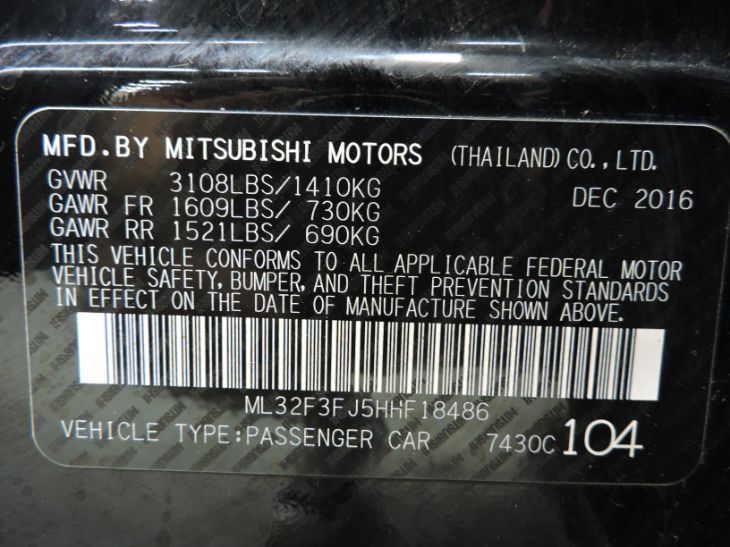 MFD.BY MITSUBISHI MOTORS (THAILAND) CO., LTD.
GVWR 3108LBS/1410KG DEC 2016
GAWR FR 1609LBS/ 730KG
GAWR RR 1521LBS/ 690KG
THIS VEHICLE CONFORMS TO ALL APPLICABLE FEDERAL MOTOR
VEHICLE SAFETY, BUMPER, AND THEFT PREVENTION STANDARDS
IN EFFECT ON THE DATE OF MANUFACTURE SHOWN ABOVE.
ML32F3FJ5HHF18486
VEHICLE TYPE:PASSENGER CAR 7430C 104